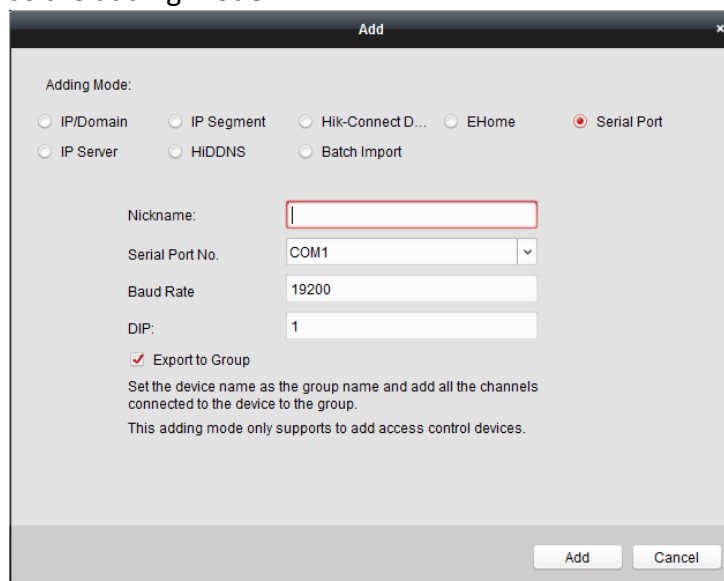 Add ×
Adding Mode:
IP/Domain IP Segment Hik-Connect D... EHome Serial Port
IP Server HiDDNS Batch Import
Nickname:
Serial Port No. COM1
Baud Rate 19200
DIP: 1
Export to Group
Set the device name as the group name and add all the channels
connected to the device to the group.
This adding mode only supports to add access control devices.
Add Cancel